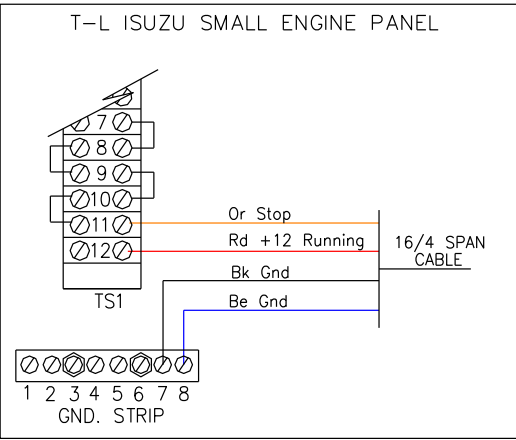 T-L ISUZU SMALL ENGINE PANEL
7
8
9
10
11
12
TS1
Or Stop
Rd +12 Running
Bk Gnd
Be Gnd
16/4 SPAN
CABLE
1 2 3 4 5 6 7 8
GND. STRIP